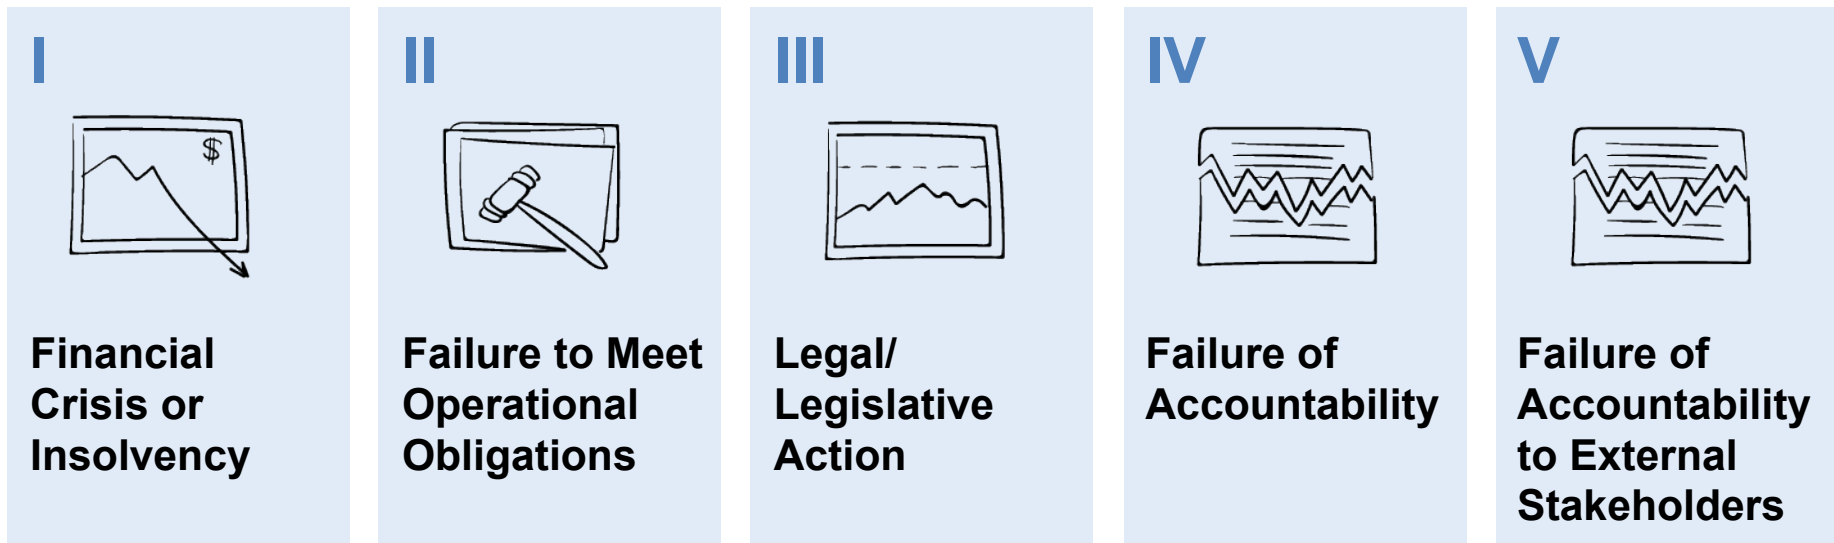 I
$
Financial
Crisis or
Insolvency
II
Failure to Meet
Operational
Obligations
III
Legal/
Legislative
Action
IV
Failure of
Accountability
V
Failure of
Accountability
to External
Stakeholders